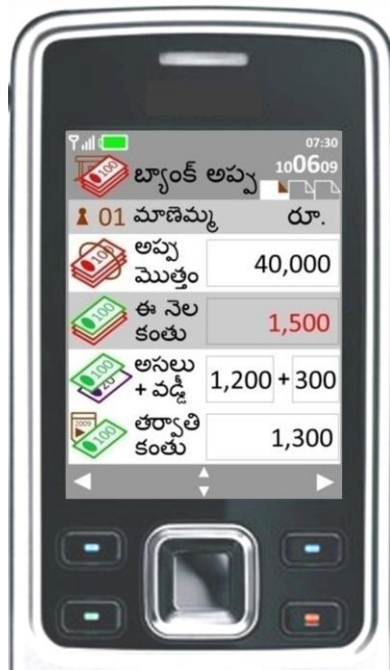 07:30
బ్యాంక్ అప్పు 100609
01 మాణెమ్మ రూ.
అప్పు
మొత్తం 40,000
ఈ నెల
కంతు 1,500
అసలు
+ వడ్డీ 1,200 + 300
తర్వాతి
కంతు 1,300